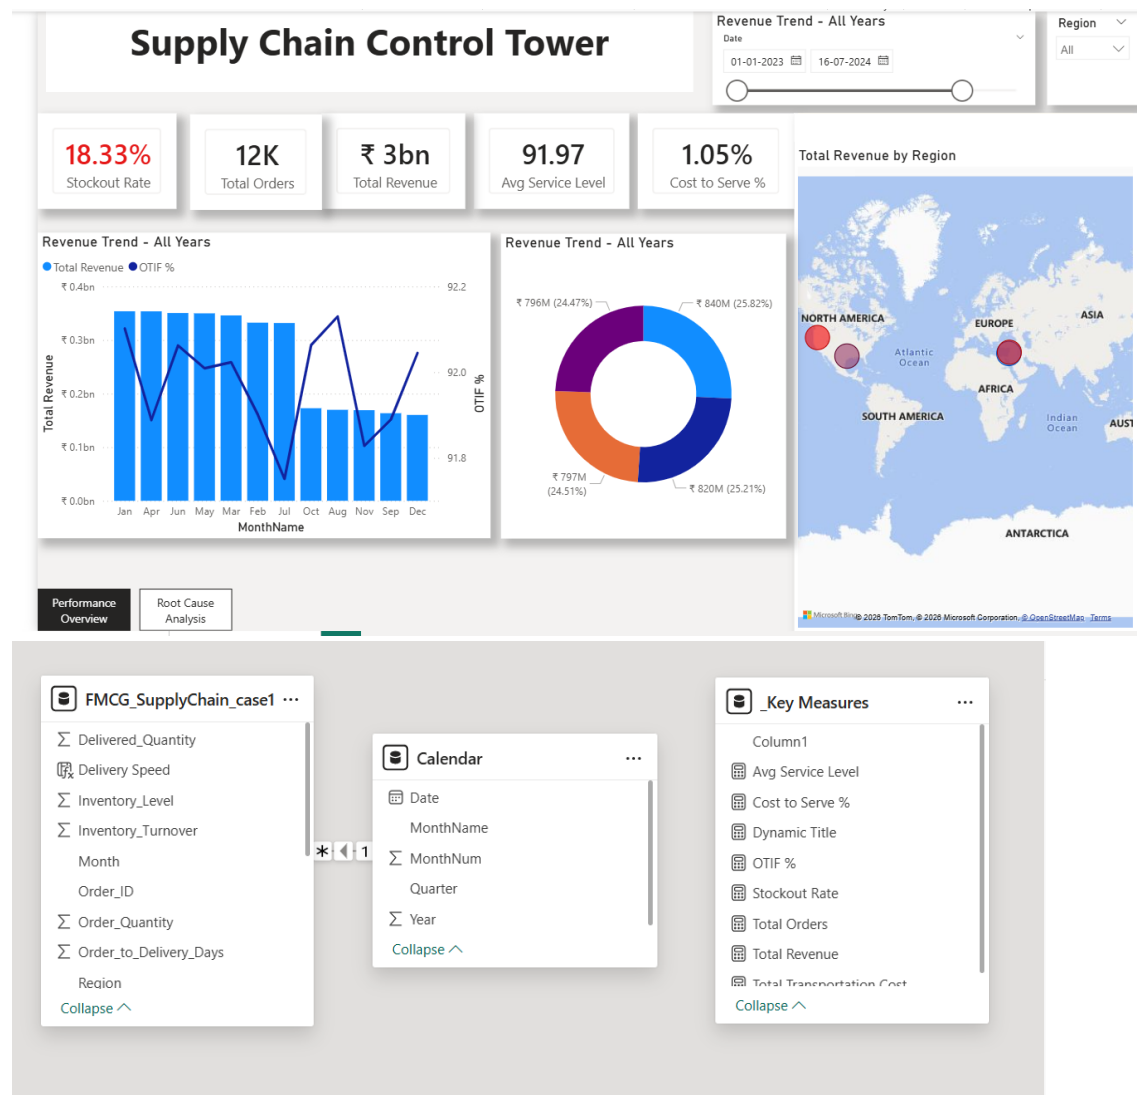 Supply Chain Control Tower
Revenue Trend - All Years
Date
01-01-2023
16-07-2024
Region
All
18.33%
Stockout Rate
12K
Total Orders
₹ 3bn
Total Revenue
91.97
Avg Service Level
1.05%
Cost to Serve %
Total Revenue by Region
Revenue Trend - All Years
Total Revenue OTIF %
₹ 0.4bn
₹ 0.3bn
₹ 0.2bn
₹ 0.1bn
₹ 0.0bn
Total Revenue
92.2
92.0
91.8
OTIF %
Jan Apr Jun May Mar Feb Jul Oct Aug Nov Sep Dec
MonthName
Revenue Trend - All Years
₹ 796M (24.47%)
₹ 840M (25.82%)
₹ 797M
(24.51%)
₹ 820M (25.21%)
NORTH AMERICA
EUROPE
ASIA
Atlantic
Ocean
AFRICA
SOUTH AMERICA
Indian
Ocean
AUST
ANTARCTICA
Microsoft Bing
© 2026 TomTom, © 2026 Microsoft Corporation, © OpenStreetMap Terms
Performance
Overview
Root Cause
Analysis
FMCG_SupplyChain_case1 ...
Delivered_Quantity
Delivery Speed
Inventory_Level
Inventory_Turnover
Month
Order_ID
Order_Quantity
Order_to_Delivery_Days
Region
Collapse
* 1
Calendar ...
Date
MonthName
MonthNum
Quarter
Year
Collapse
_Key Measures ...
Column1
Avg Service Level
Cost to Serve %
Dynamic Title
OTIF %
Stockout Rate
Total Orders
Total Revenue
Total Transportation Cost
Collapse